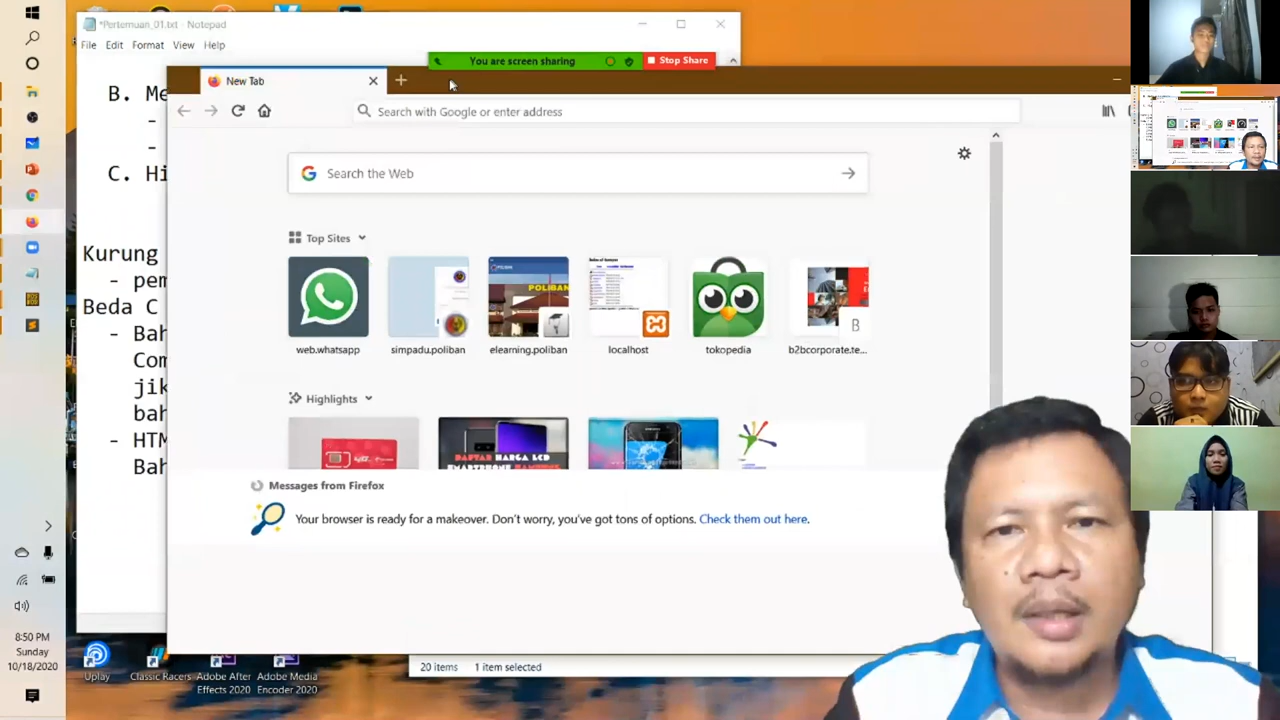 *Pertemuan_01.txt - Notepad
File Edit Format View Help
You are screen sharing
Stop Share
B. Me
-
-
C. Hi
Kurung
- pem
Beda C
- Bah
Com
jik
bah
- HTM
Bah
New Tab
Search with Google or enter address
Search the Web
Top Sites
POLIBAN
B
web.whatsapp
simpadu.poliban
elearning.poliban
localhost
tokopedia
b2bcorporate.te...
Highlights
DAFTAR HARGA LCD
Messages from Firefox
Your browser is ready for a makeover. Don't worry, you've got tons of options. Check them out here.
20 items 1 item selected
8:50 PM
Sunday
10/18/2020
Uplay
Classic Racers
Adobe After
Effects 2020
Adobe Media
Encoder 2020